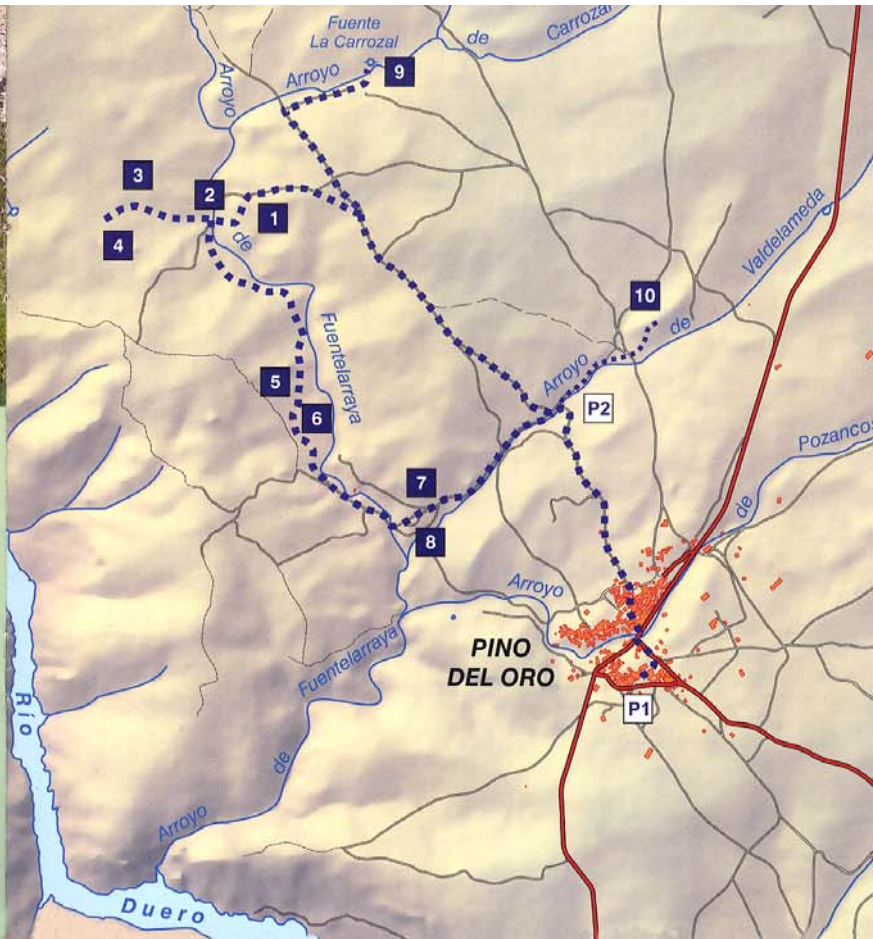 Fuente
La Carrozal
de
Carrozal
Arroyo
Arroyo
9
3
2
1
4
de
Valdelameda
10
de
Fuentelarraya
Arroyo
5
6
P2
Pozancos
de
7
8
Arroyo
PINO
DEL ORO
Fuentelarraya
P1
Río
de
Arroyo
Duero